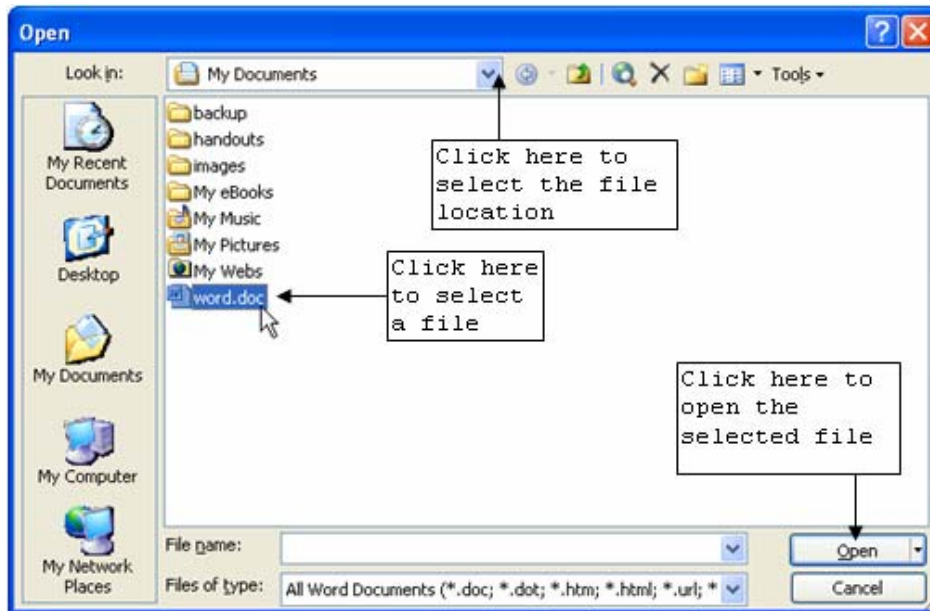 Open
Look in:
My Documents
Tools
My Recent
Documents
Desktop
My Documents
My Computer
My Network
Places
backup
handouts
images
My eBooks
My Music
My Pictures
My Webs
word.doc
Click here to
select the file
location
Click here
to select
a file
Click here to
open the
selected file
File name:
Open
Files of type:
All Word Documents (*.doc; *.dot; *.htm; *.html; *.url; *
Cancel